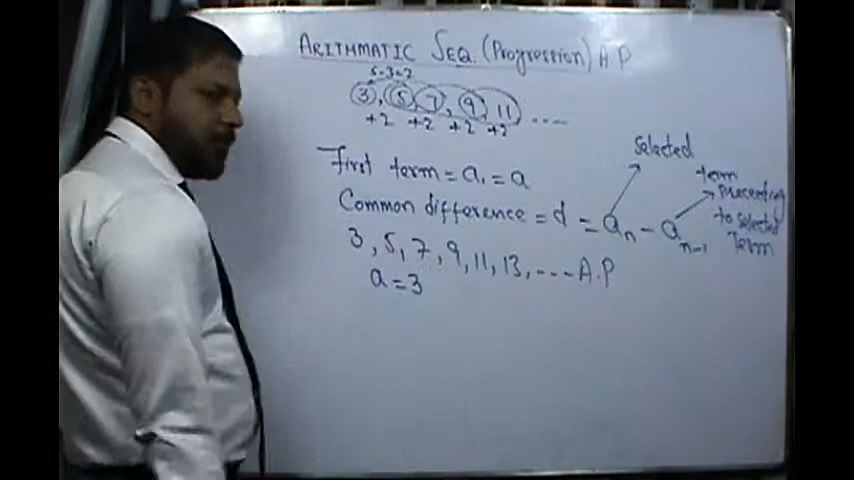 ARITHMATIC SEQ. (Progression) A P
5-3=2
3, 5, 7, 9, 11 ....
+2 +2 +2 +2
Selected
First term = a₁ = a
term
Preceeding
to Selected
Term
Common difference = d = aₙ - aₙ₋₁
3, 5, 7, 9, 11, 13, .... A.P
a = 3